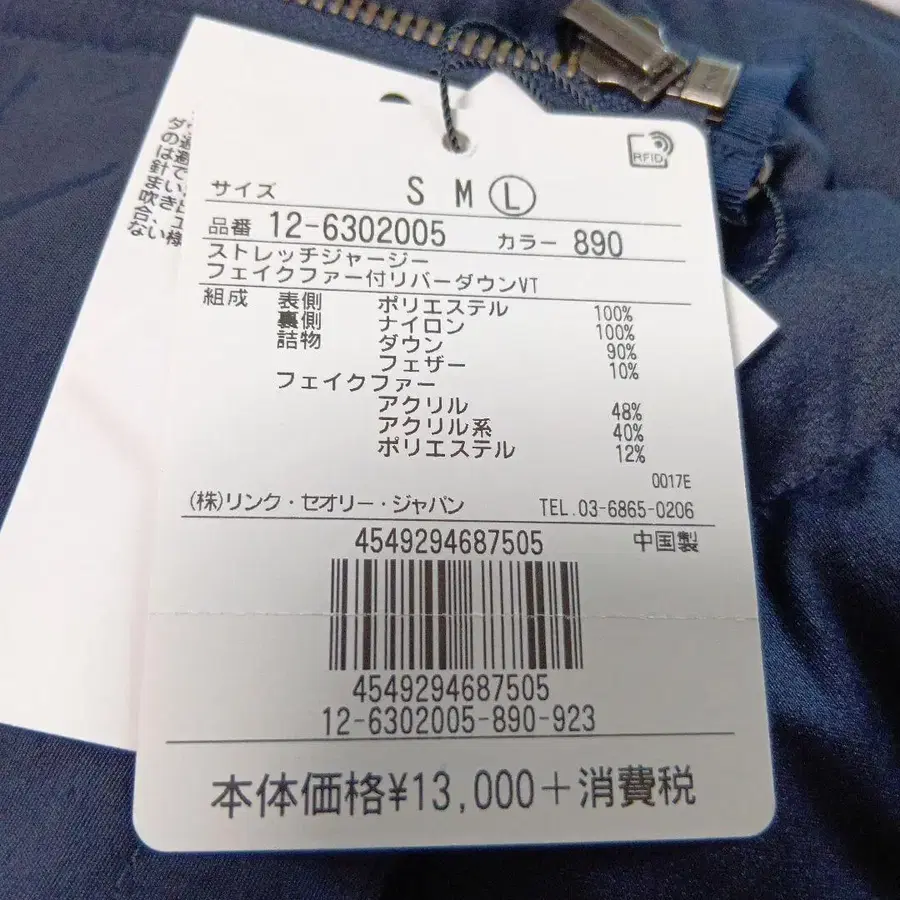 RFID
サイズ S M L
品番 12-6302005 カラー 890
ストレッチジャージー
フェイクファー付リバーダウンVT
組成 表側 ポリエステル 100%
裏側 ナイロン 100%
詰物 ダウン 90%
フェザー 10%
フェイクファー
アクリル 48%
アクリル系 40%
ポリエステル 12%
0017E
(株)リンク・セオリー・ジャパン TEL.03-6865-0206
4549294687505 中国製
4549294687505
12-6302005-890-923
本体価格¥13,000+消費税